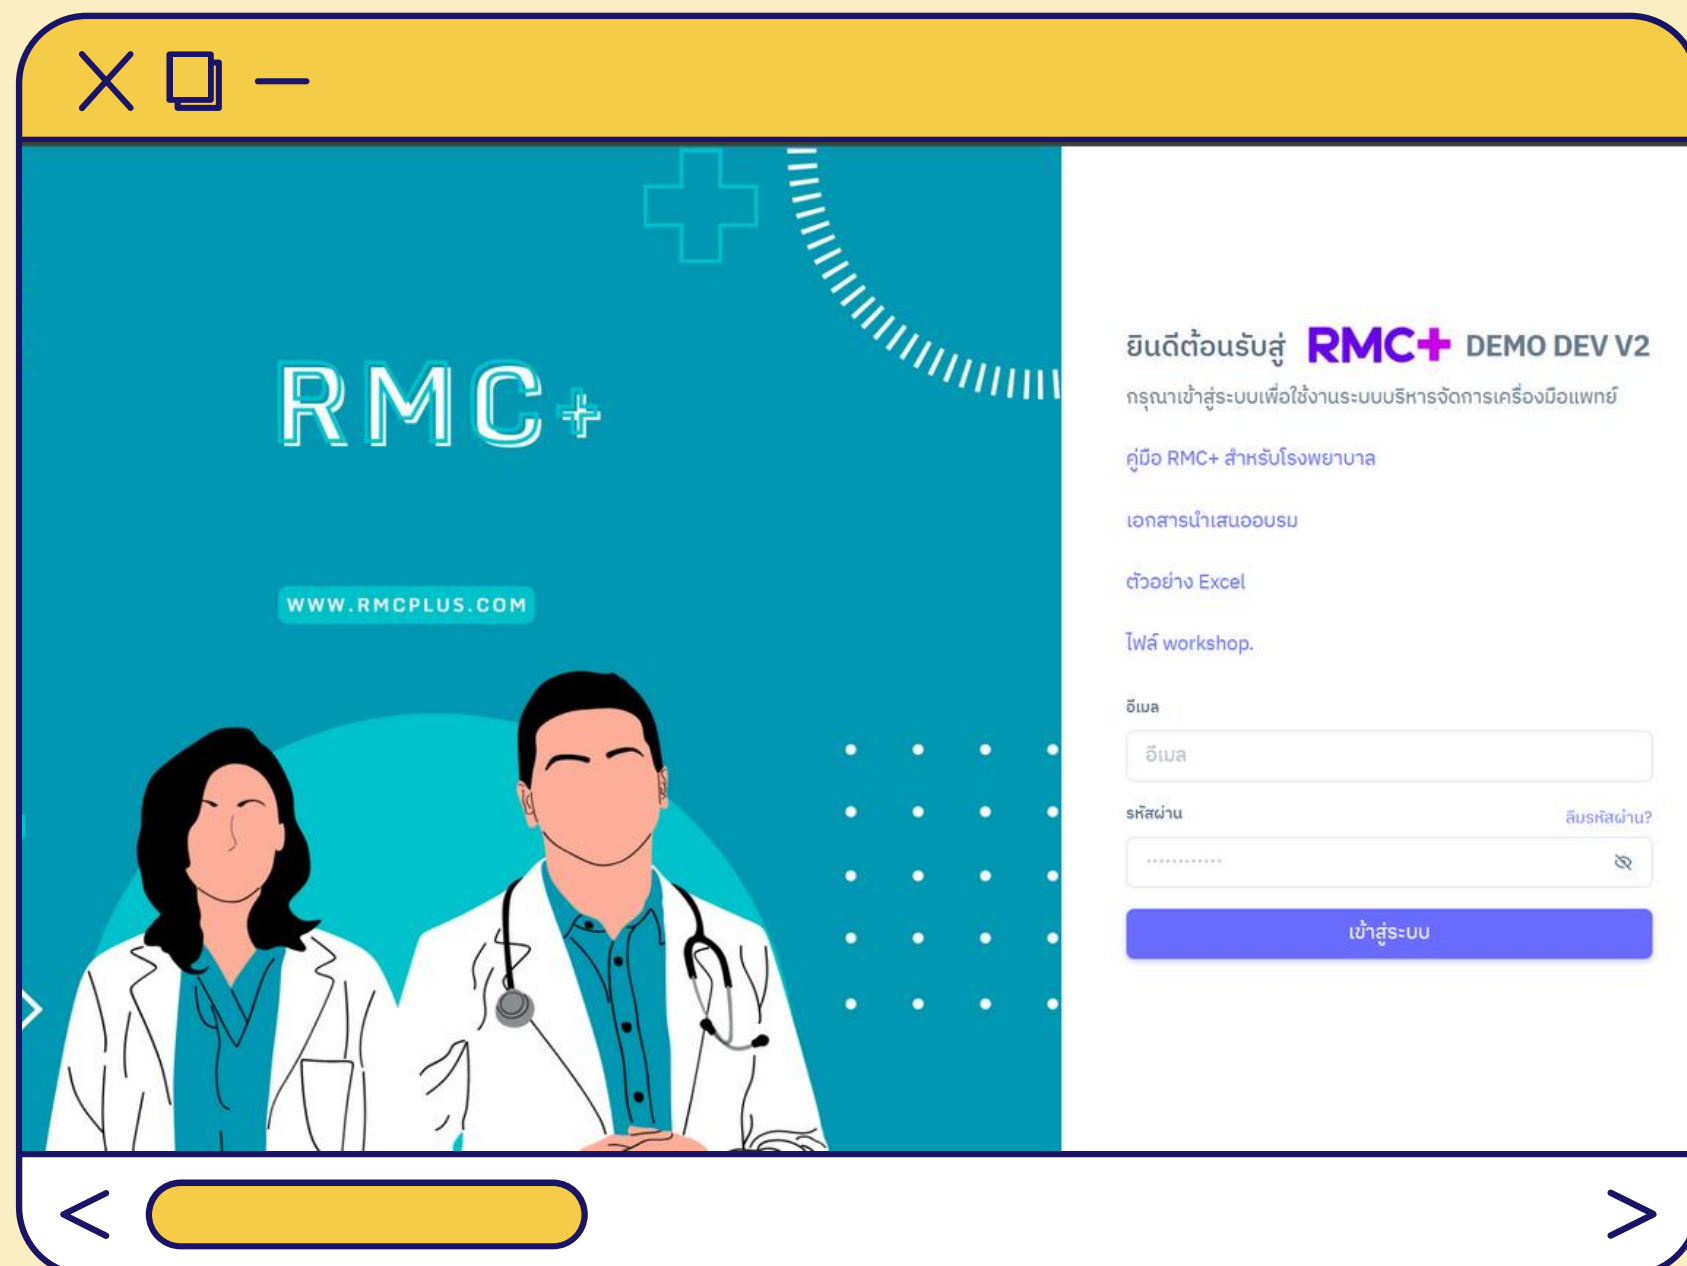 RMC+
WWW.RMCPLUS.COM
ยินดีต้อนรับสู่ RMC+ DEMO DEV V2
กรุณาเข้าสู่ระบบเพื่อใช้งานระบบบริหารจัดการเครื่องมือแพทย์
คู่มือ RMC+ สำหรับโรงพยาบาล
เอกสารนำเสนออบรม
ตัวอย่าง Excel
ไฟล์ workshop.
อีเมล
อีเมล
รหัสผ่าน ลืมรหัสผ่าน?
············
เข้าสู่ระบบ